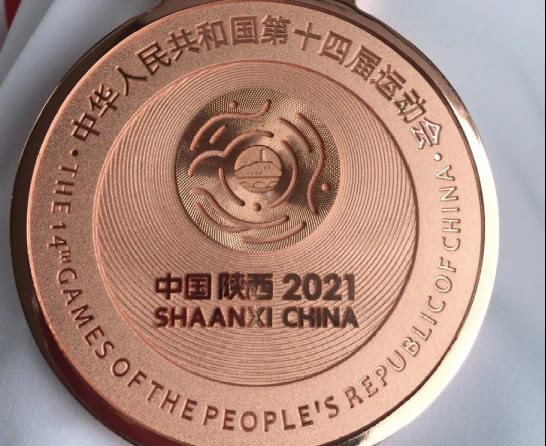 中华人民共和国第十四届运动会
中国 陕西 2021
SHAANXI CHINA
THE 14TH GAMES OF THE PEOPLE'S REPUBLIC OF CHINA